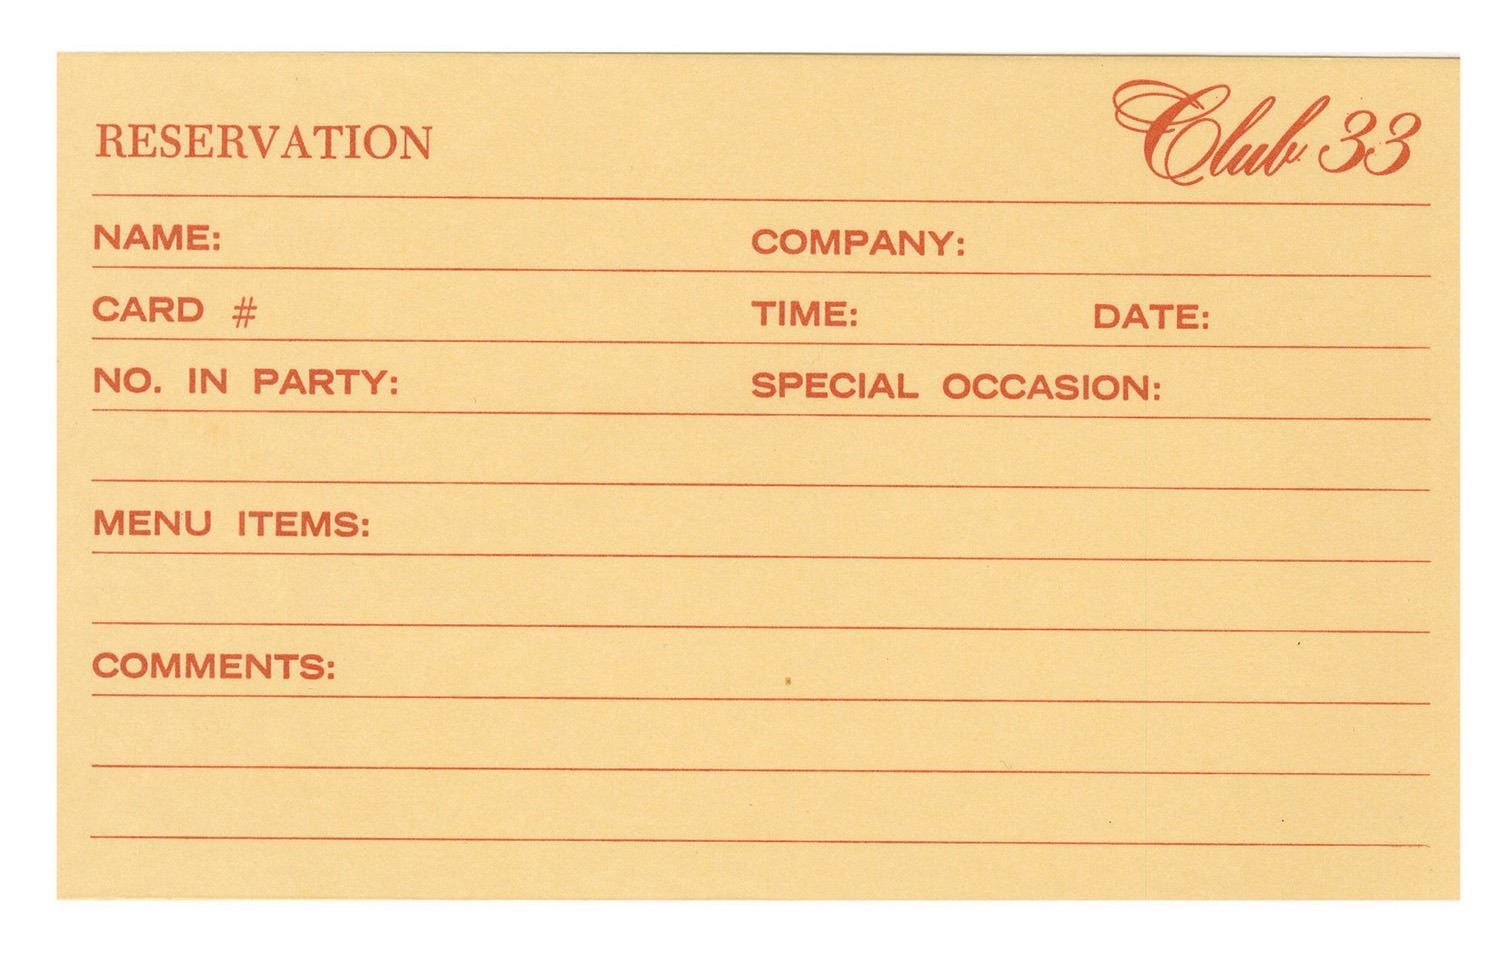 RESERVATION Club 33
NAME: COMPANY:
CARD # TIME: DATE:
NO. IN PARTY: SPECIAL OCCASION:
MENU ITEMS:
COMMENTS: